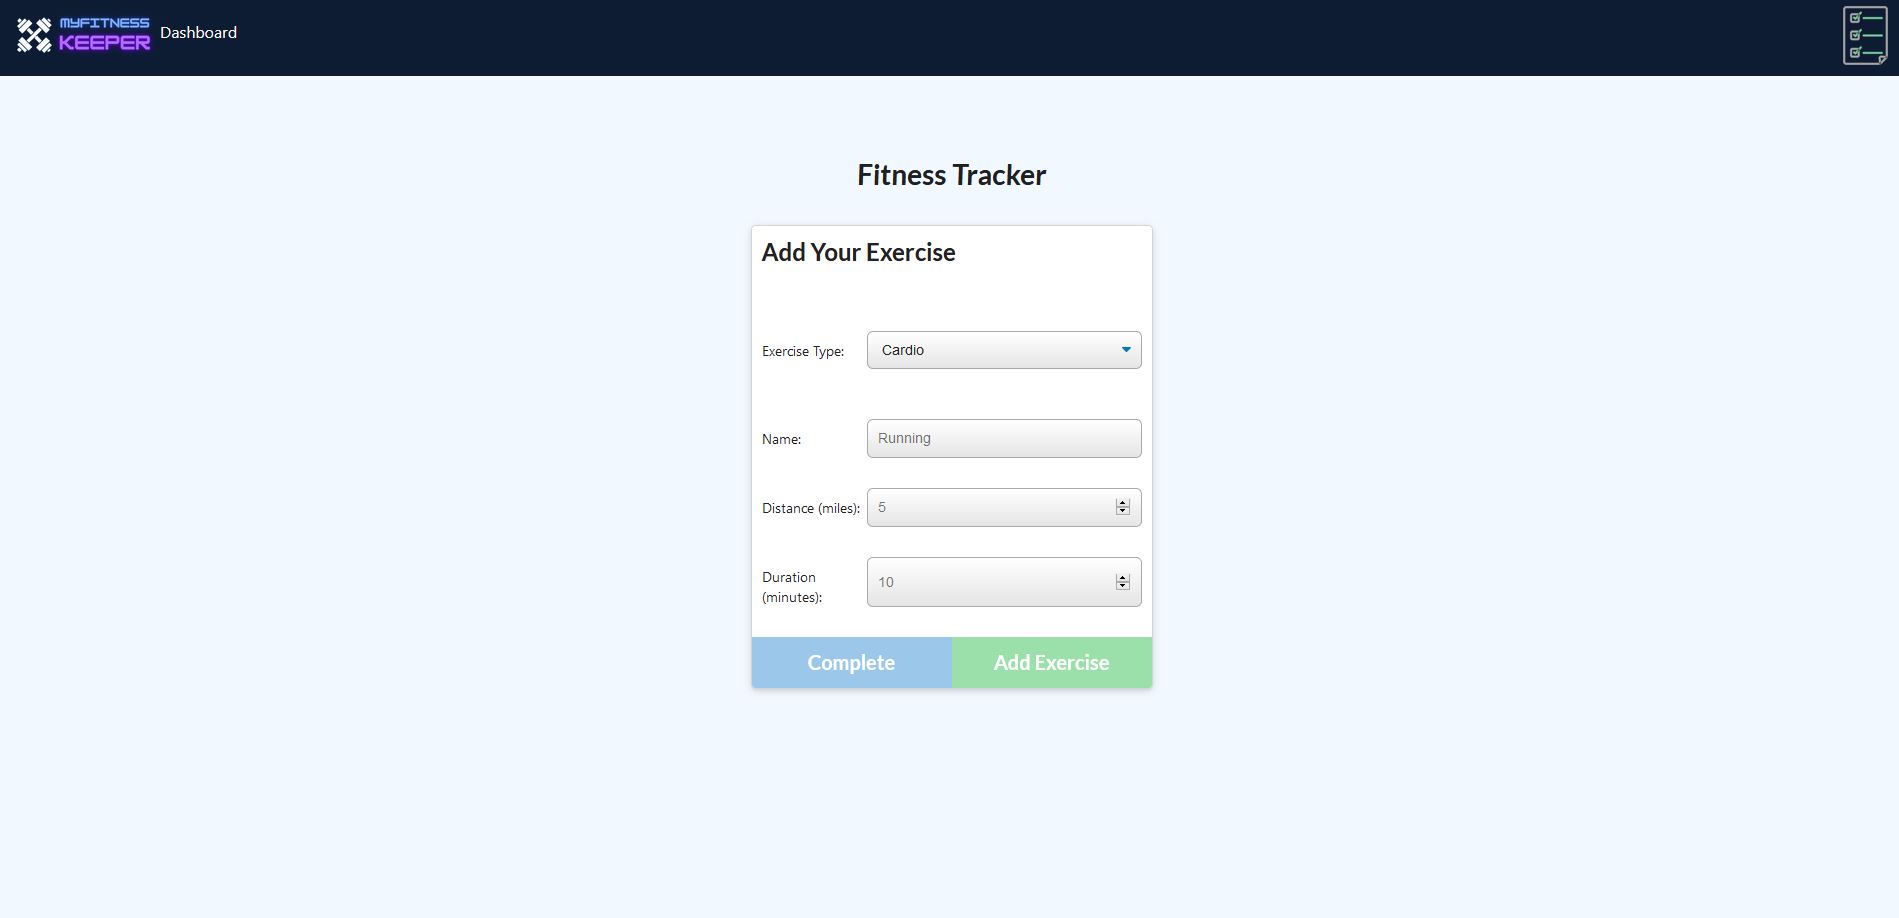 MYFITNESS
KEEPER
Dashboard
Fitness Tracker
Add Your Exercise
Exercise Type:
Cardio
Name:
Running
Distance (miles):
5
Duration
(minutes):
10
Complete
Add Exercise